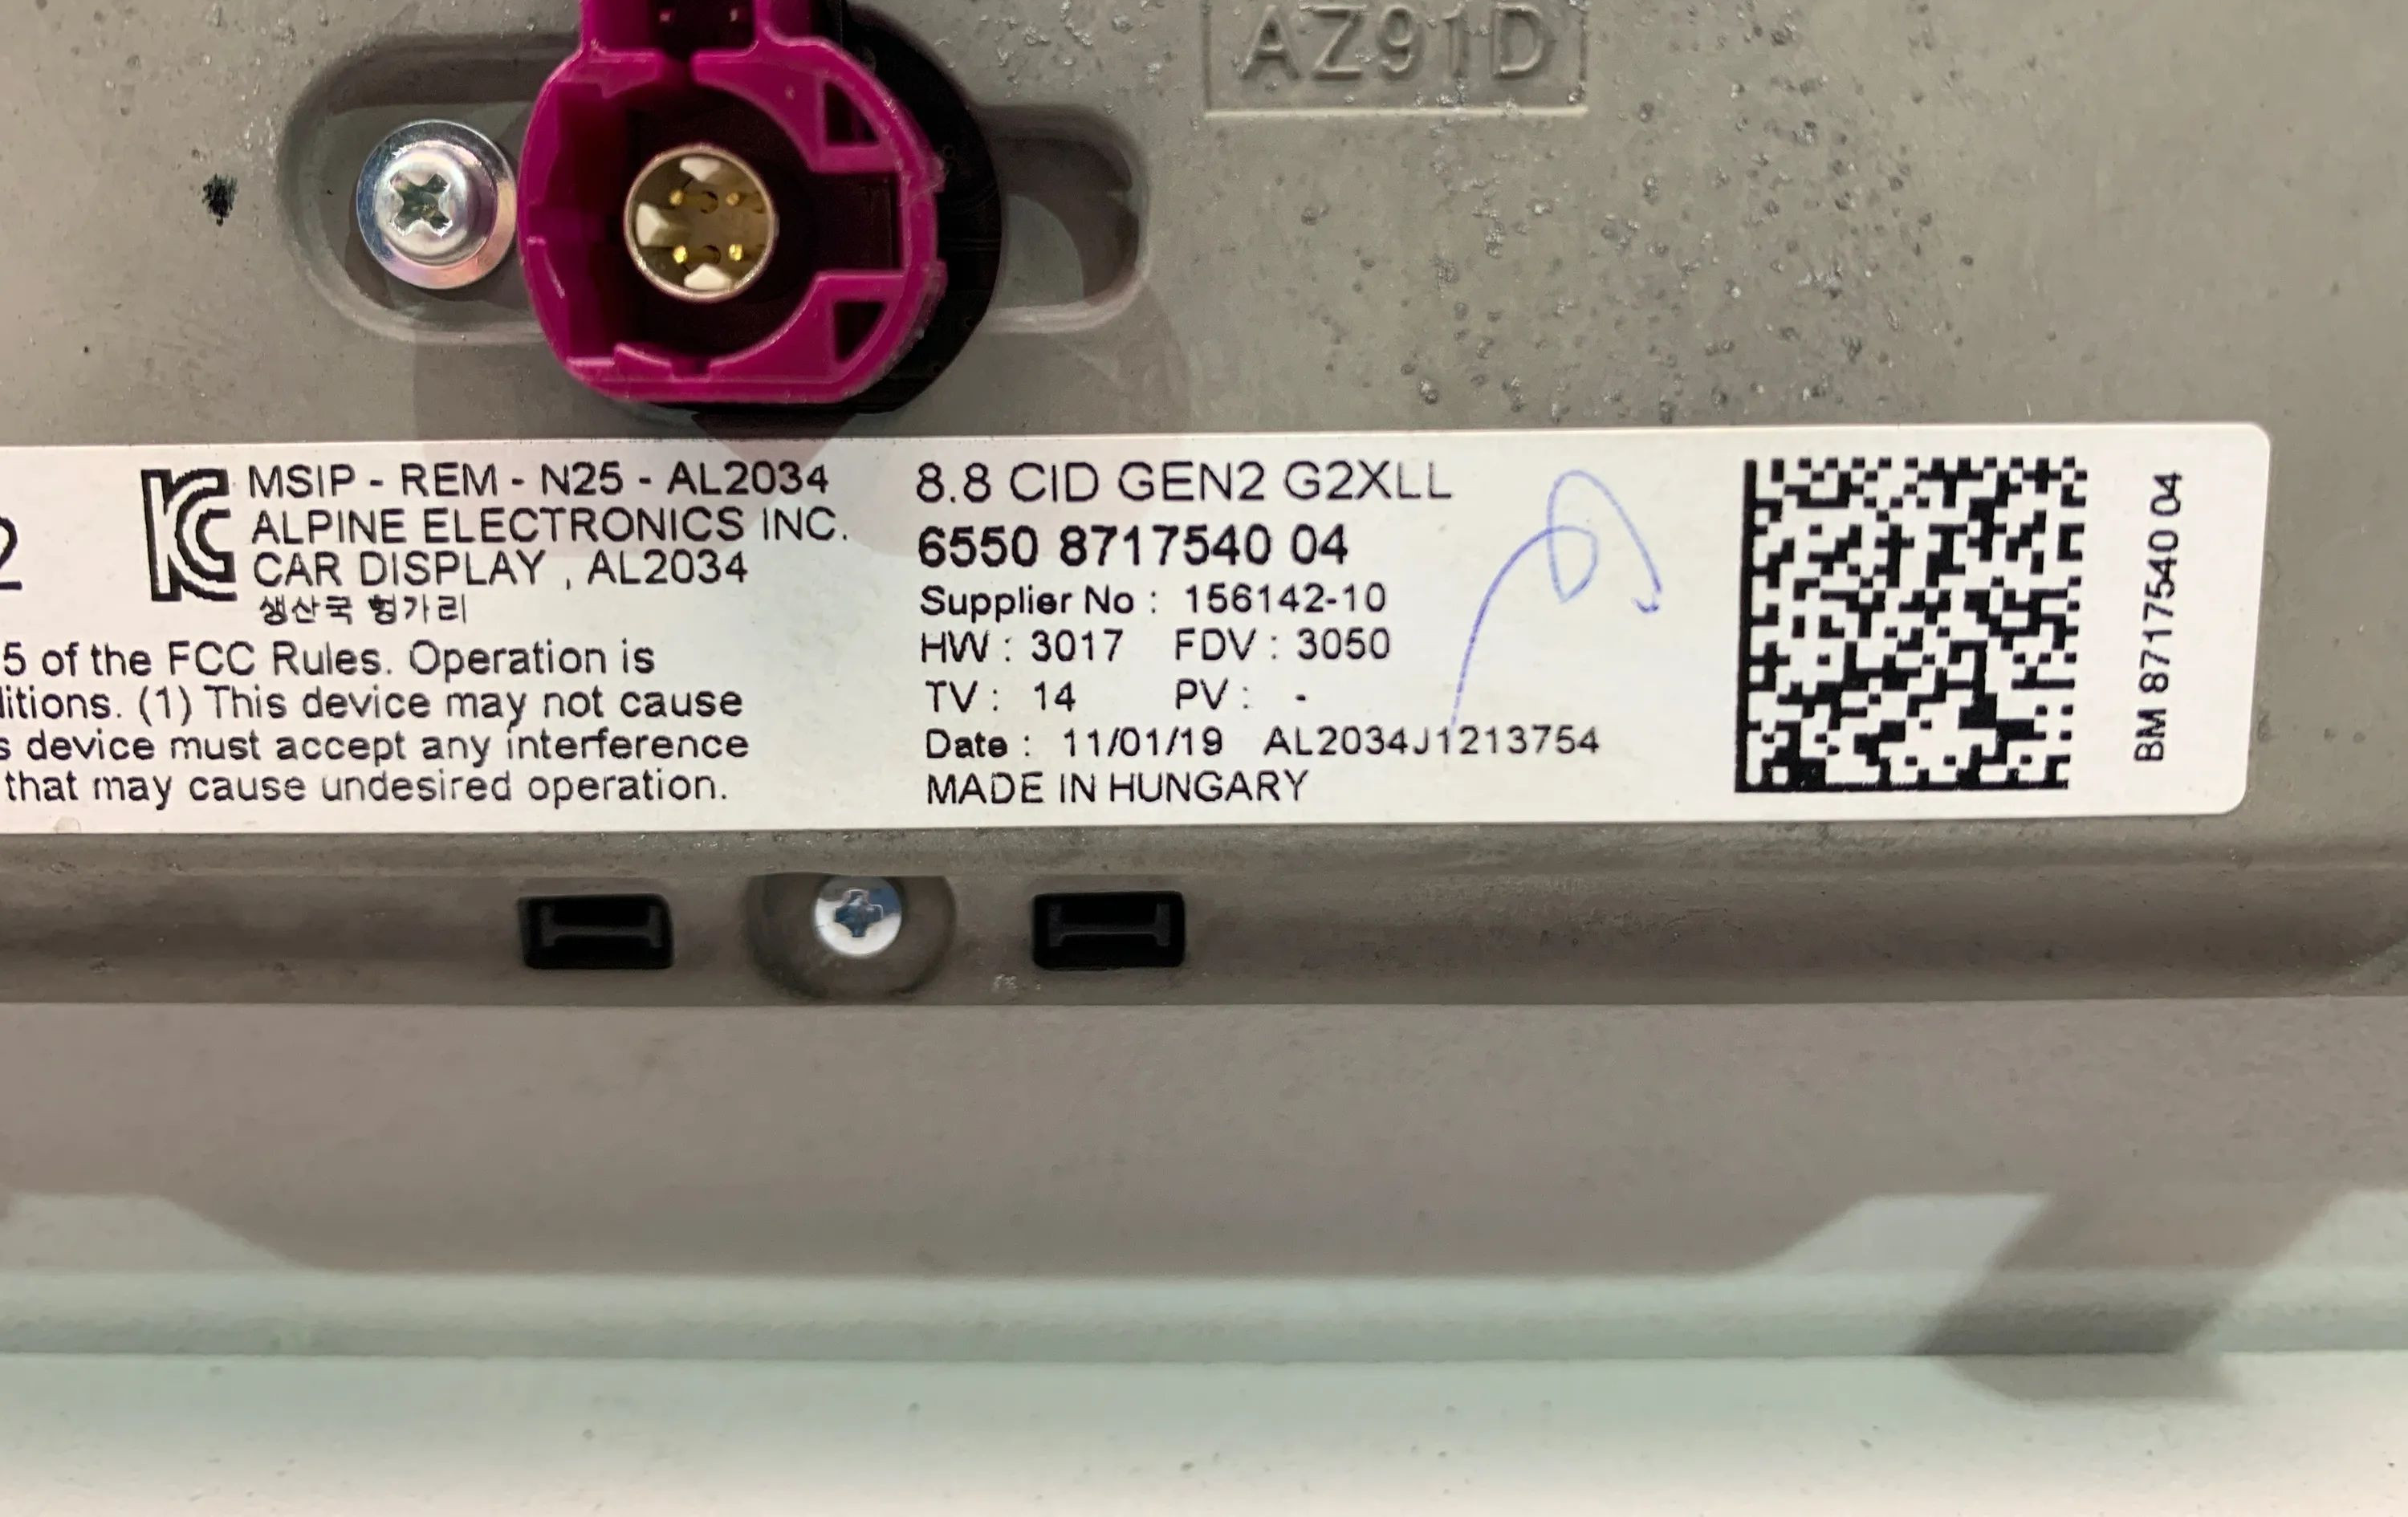 AZ91D
2
MSIP - REM - N25 - AL2034
ALPINE ELECTRONICS INC.
CAR DISPLAY , AL2034
생산국 헝가리
5 of the FCC Rules. Operation is
litions. (1) This device may not cause
s device must accept any interference
that may cause undesired operation.
8.8 CID GEN2 G2XLL
6550 8717540 04
Supplier No : 156142-10
HW : 3017 FDV : 3050
TV : 14 PV : -
Date : 11/01/19 AL2034J1213754
MADE IN HUNGARY
BM 8717540 04